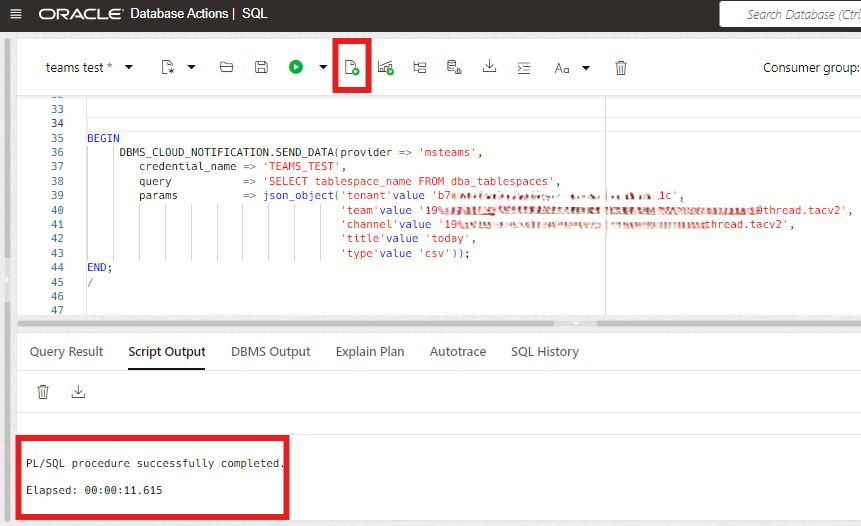 ORACLE Database Actions | SQL
Search Database (Ctrl
teams test * Aa Consumer group:
33
34
35 BEGIN
36 DBMS_CLOUD_NOTIFICATION.SEND_DATA(provider => 'msteams',
37 credential_name => 'TEAMS_TEST',
38 query => 'SELECT tablespace_name FROM dba_tablespaces',
39 params => json_object('tenant'value 'b7 1c',
40 'team'value '19% 0thread.tacv2',
41 'channel'value '19% thread.tacv2',
42 'title'value 'today',
43 'type'value 'csv'));
44 END;
45 /
46
47
Query Result Script Output DBMS Output Explain Plan Autotrace SQL History
PL/SQL procedure successfully completed.
Elapsed: 00:00:11.615